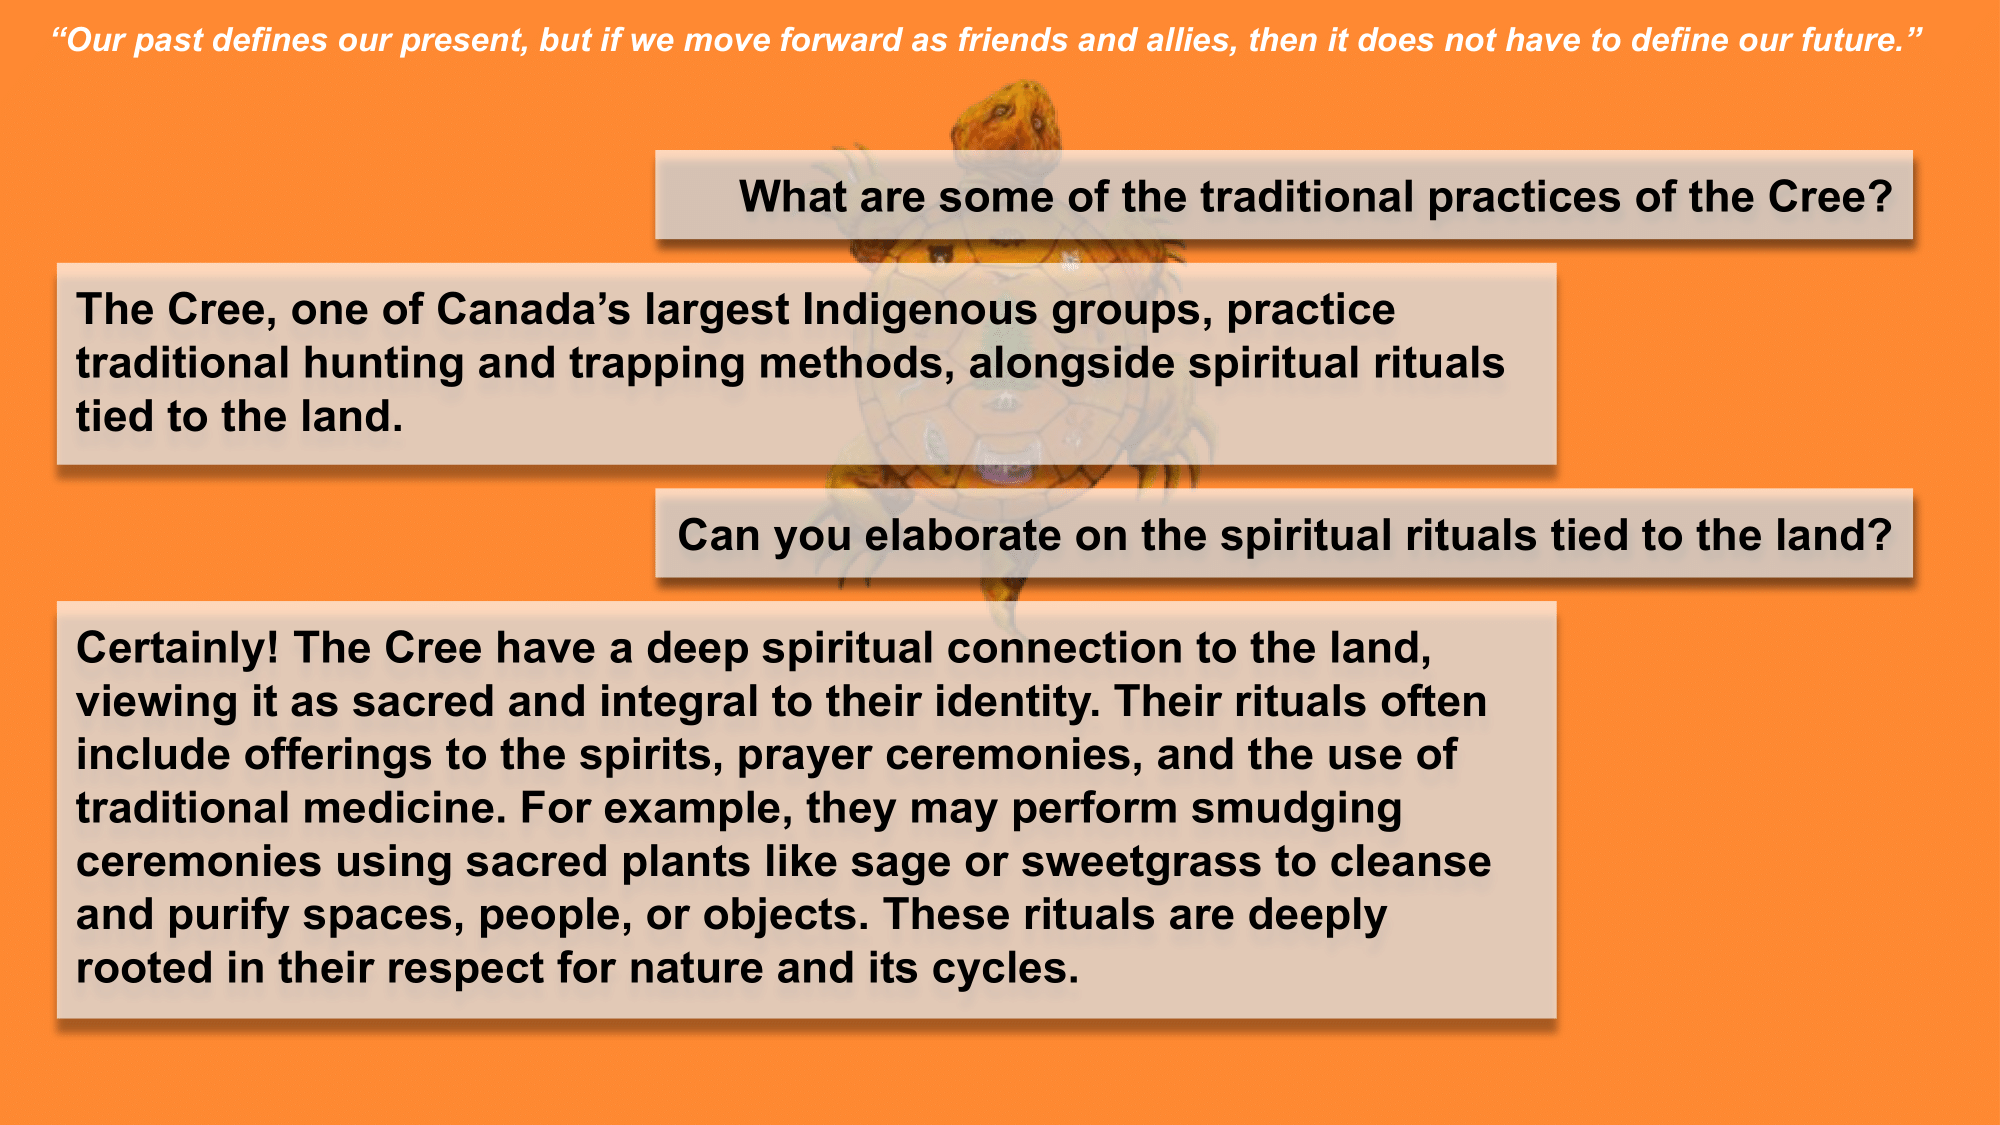 “Our past defines our present, but if we move forward as friends and allies, then it does not have to define our future.”
What are some of the traditional practices of the Cree?
The Cree, one of Canada’s largest Indigenous groups, practice
traditional hunting and trapping methods, alongside spiritual rituals
tied to the land.
Can you elaborate on the spiritual rituals tied to the land?
Certainly! The Cree have a deep spiritual connection to the land,
viewing it as sacred and integral to their identity. Their rituals often
include offerings to the spirits, prayer ceremonies, and the use of
traditional medicine. For example, they may perform smudging
ceremonies using sacred plants like sage or sweetgrass to cleanse
and purify spaces, people, or objects. These rituals are deeply
rooted in their respect for nature and its cycles.